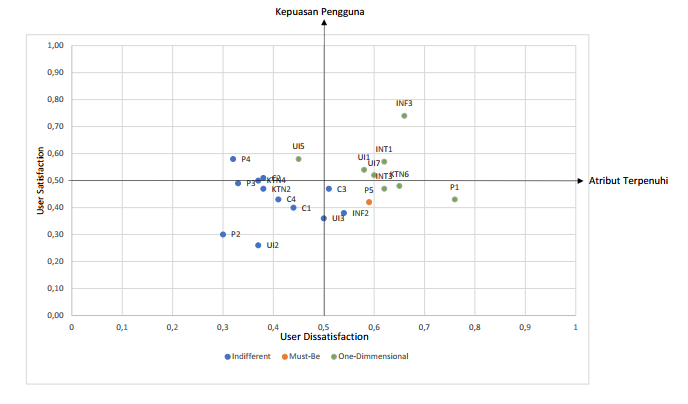 Kepuasan Pengguna
1,00
0,90
0,80
0,70
0,60
0,50
0,40
0,30
0,20
0,10
0,00
User Satisfaction
INF3
UI5
INT1
UI1
UI7
P4
C2
KTN4
INT3
KTN6
Atribut Terpenuhi
P3
KTN2
C3
P5
P1
C4
C1
INF2
UI3
P2
UI2
0
0,1
0,2
0,3
0,4
0,5
0,6
0,7
0,8
0,9
1
User Dissatisfaction
Indifferent
Must-Be
One-Dimmensional